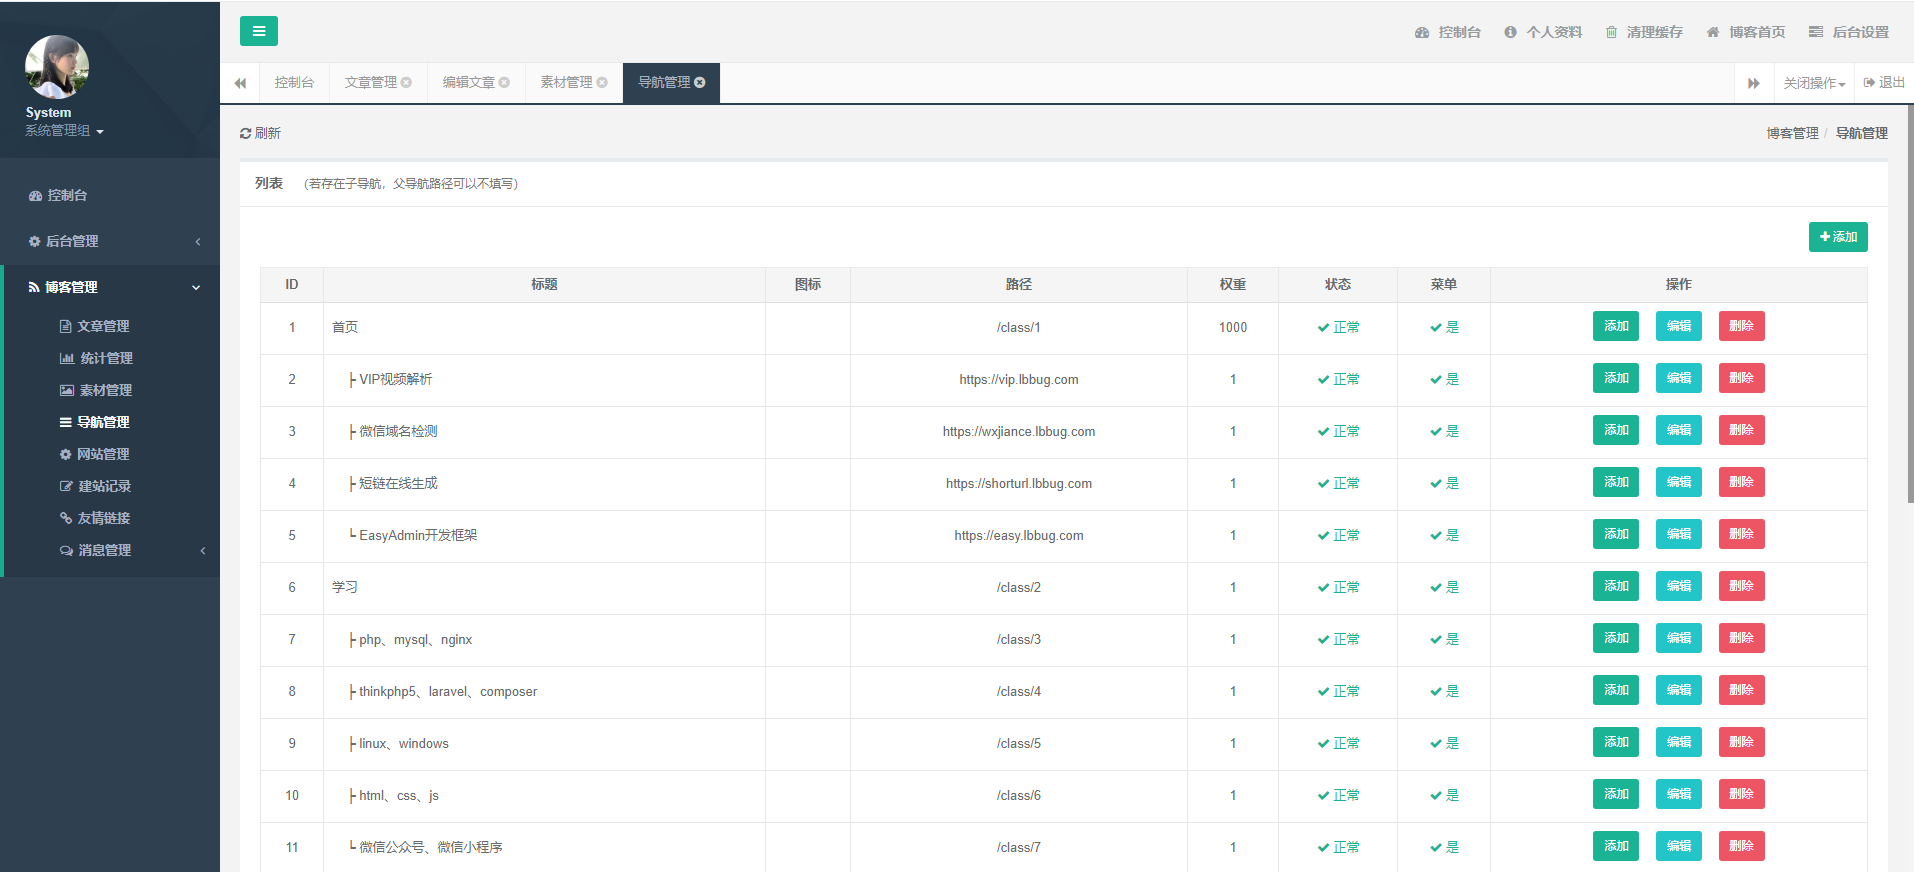 控制台 个人资料 清理缓存 博客首页 后台设置
控制台 文章管理 编辑文章 素材管理 导航管理 关闭操作 退出
System
系统管理组
控制台
后台管理
博客管理
文章管理
统计管理
素材管理
导航管理
网站管理
建站记录
友情链接
消息管理
刷新 博客管理 / 导航管理
列表 (若存在子导航，父导航路径可以不填写)
添加
ID 标题 图标 路径 权重 状态 菜单 操作
1 首页 /class/1 1000 正常 是 添加 编辑 删除
2 ├ VIP视频解析 https://vip.lbbug.com 1 正常 是 添加 编辑 删除
3 ├ 微信域名检测 https://wxjiance.lbbug.com 1 正常 是 添加 编辑 删除
4 ├ 短链在线生成 https://shorturl.lbbug.com 1 正常 是 添加 编辑 删除
5 └ EasyAdmin开发框架 https://easy.lbbug.com 1 正常 是 添加 编辑 删除
6 学习 /class/2 1 正常 是 添加 编辑 删除
7 ├ php、mysql、nginx /class/3 1 正常 是 添加 编辑 删除
8 ├ thinkphp5、laravel、composer /class/4 1 正常 是 添加 编辑 删除
9 ├ linux、windows /class/5 1 正常 是 添加 编辑 删除
10 ├ html、css、js /class/6 1 正常 是 添加 编辑 删除
11 └ 微信公众号、微信小程序 /class/7 1 正常 是 添加 编辑 删除